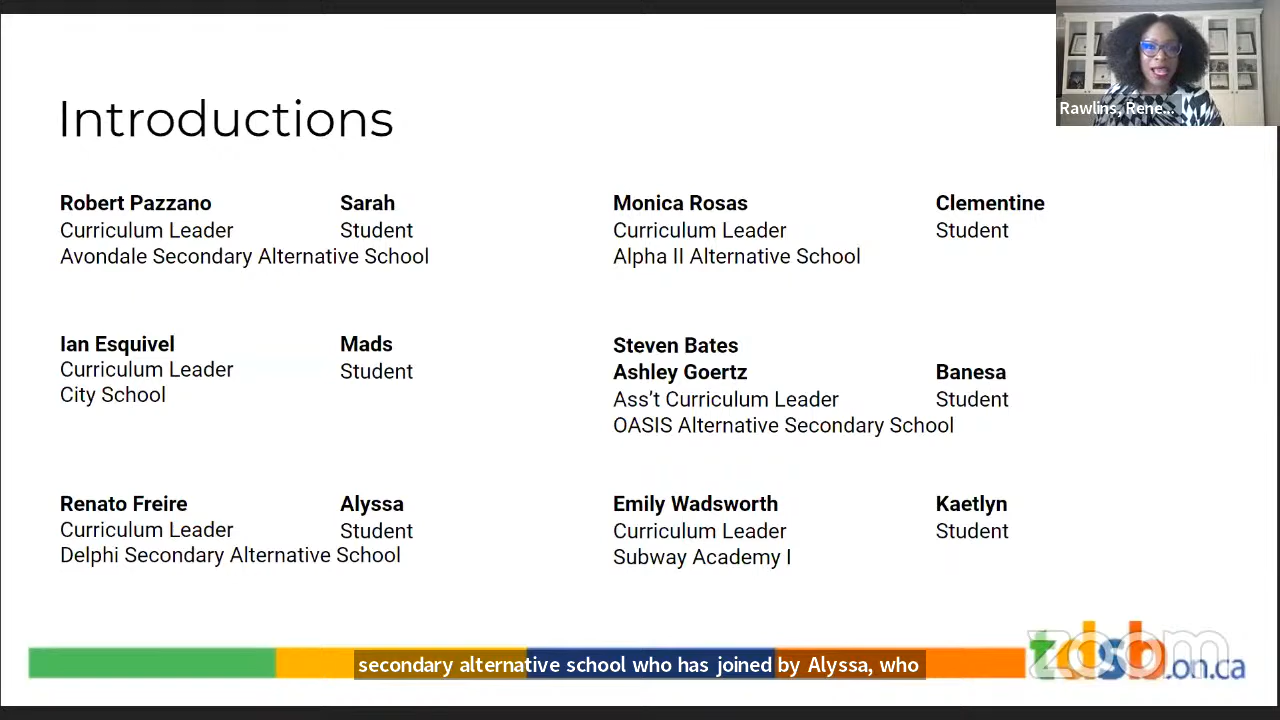 Rawlins, Rene...
Introductions
Robert Pazzano
Curriculum Leader
Avondale Secondary Alternative School
Sarah
Student
Monica Rosas
Curriculum Leader
Alpha II Alternative School
Clementine
Student
Ian Esquivel
Curriculum Leader
City School
Mads
Student
Steven Bates
Ashley Goertz
Ass’t Curriculum Leader
OASIS Alternative Secondary School
Banesa
Student
Renato Freire
Curriculum Leader
Delphi Secondary Alternative School
Alyssa
Student
Emily Wadsworth
Curriculum Leader
Subway Academy I
Kaetlyn
Student
secondary alternative school who has joined by Alyssa, who
tdsb.on.ca
zoom